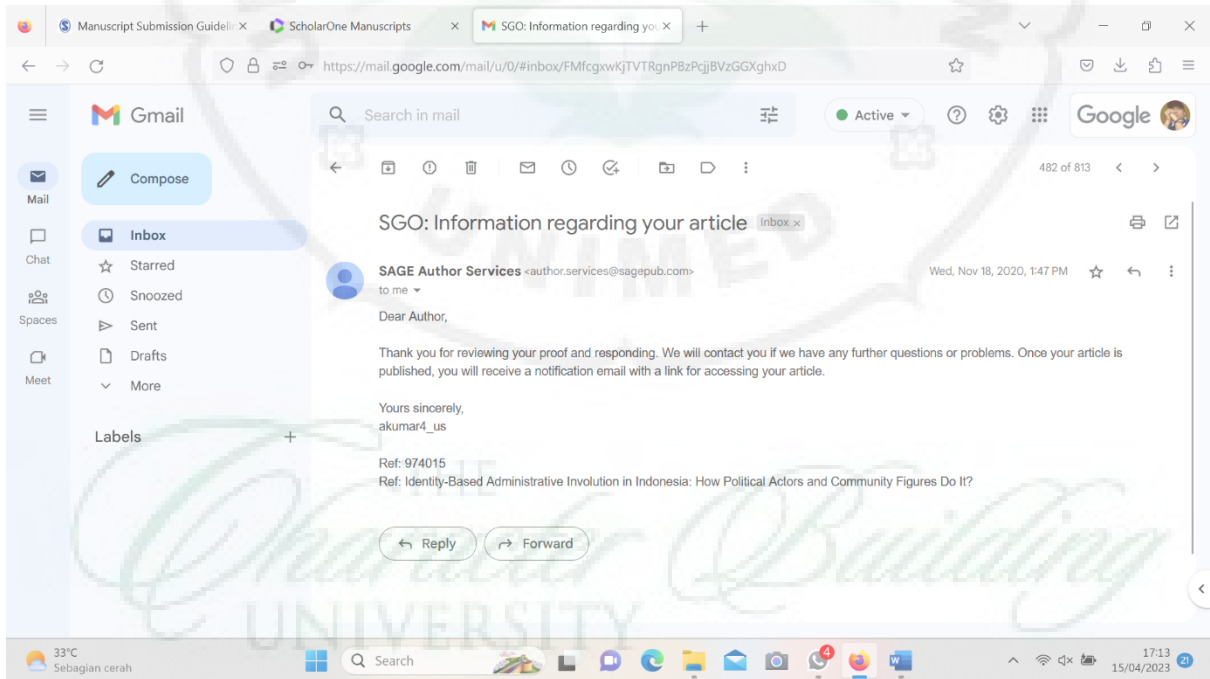 Manuscript Submission Guidelin
ScholarOne Manuscripts
SGO: Information regarding you
https://mail.google.com/mail/u/0/#inbox/FMfcgxwKjTVTRgnPBzPcjjBVzGGXghxD
Gmail
Search in mail
Active
Google
Mail
Chat
Spaces
Meet
Compose
Inbox
Starred
Snoozed
Sent
Drafts
More
Labels
482 of 813
SGO: Information regarding your article Inbox x
SAGE Author Services <author.services@sagepub.com>
Wed, Nov 18, 2020, 1:47 PM
to me
Dear Author,
Thank you for reviewing your proof and responding. We will contact you if we have any further questions or problems. Once your article is
published, you will receive a notification email with a link for accessing your article.
Yours sincerely,
akumar4_us
Ref: 974015
Ref: Identity-Based Administrative Involution in Indonesia: How Political Actors and Community Figures Do It?
Reply
Forward
UNIMED
THE
Character Building
UNIVERSITY
33°C
Sebagian cerah
Search
4
17:13
15/04/2023
21